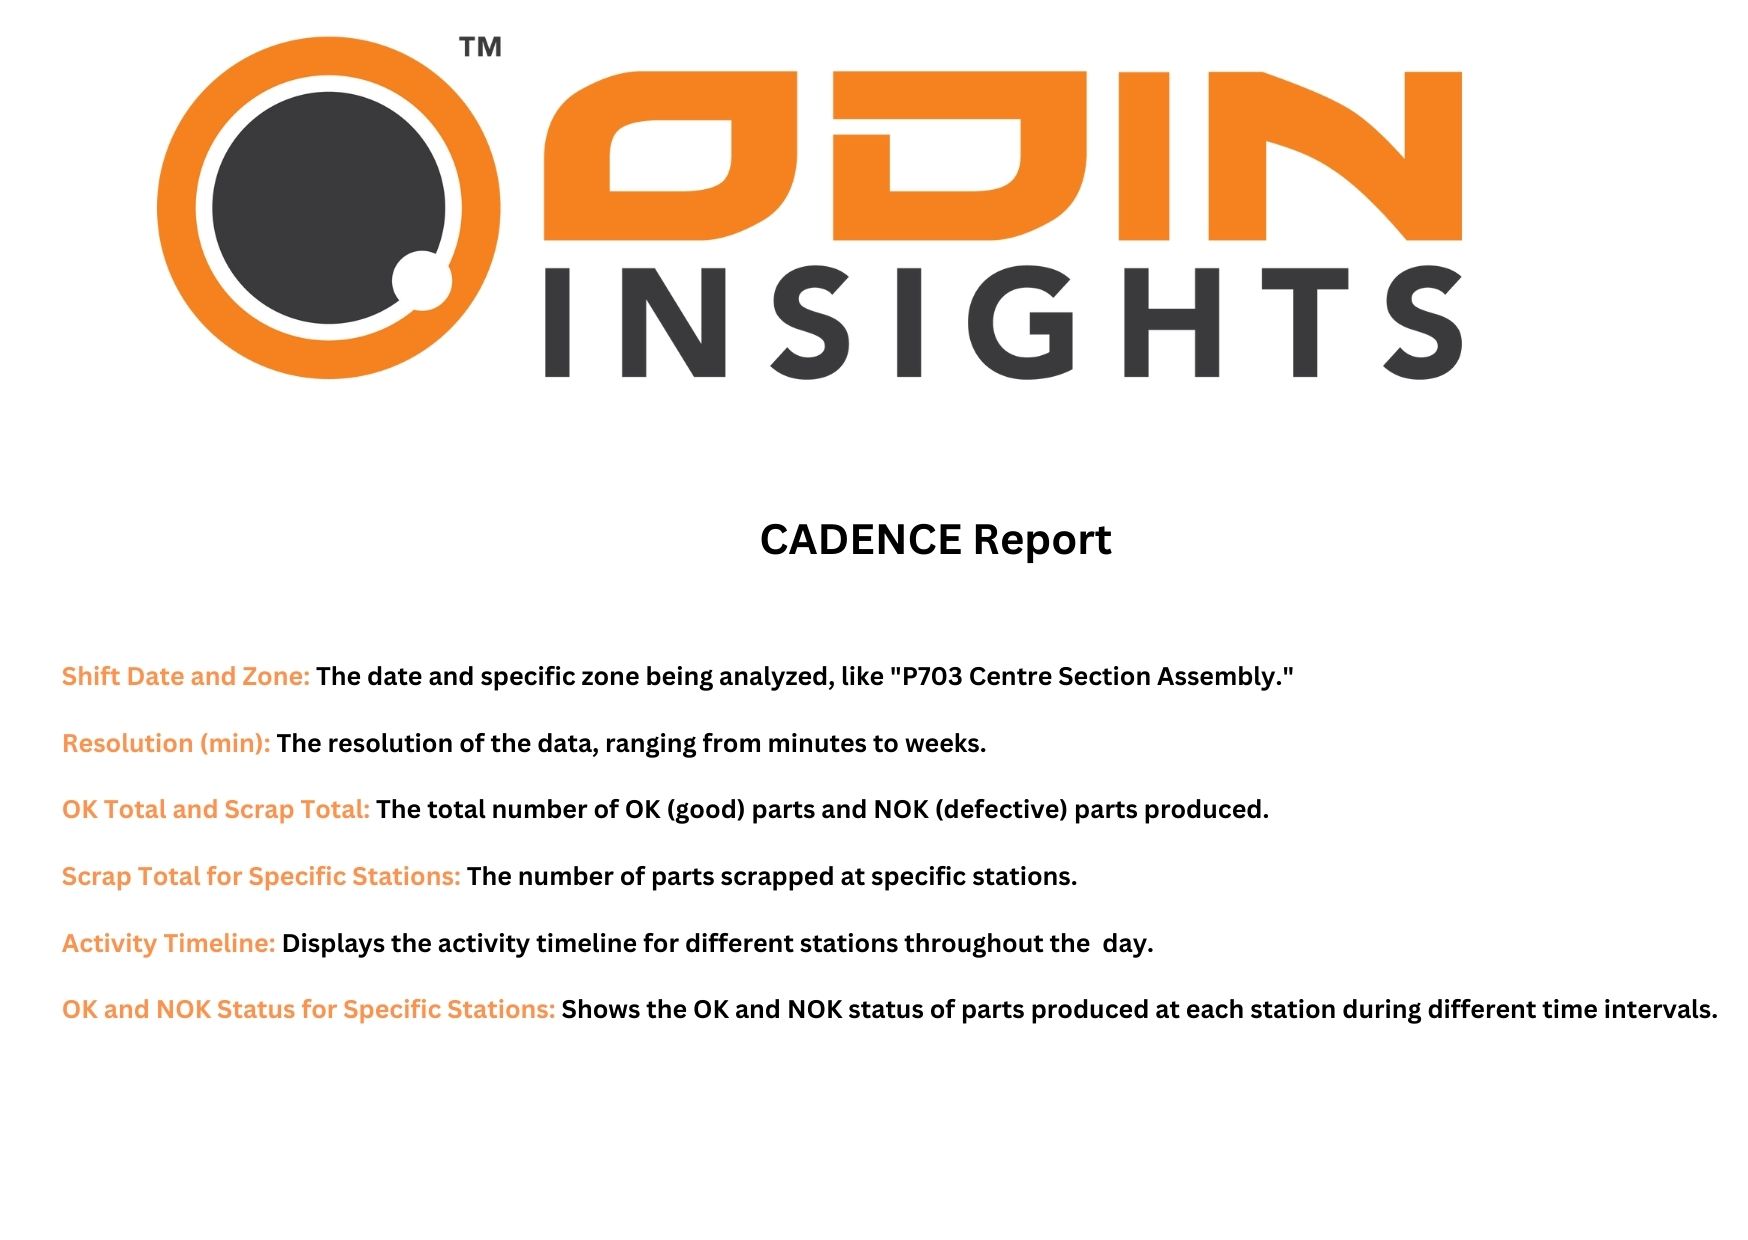 TM
ODIN
INSIGHTS
CADENCE Report
Shift Date and Zone: The date and specific zone being analyzed, like "P703 Centre Section Assembly."
Resolution (min): The resolution of the data, ranging from minutes to weeks.
OK Total and Scrap Total: The total number of OK (good) parts and NOK (defective) parts produced.
Scrap Total for Specific Stations: The number of parts scrapped at specific stations.
Activity Timeline: Displays the activity timeline for different stations throughout the  day.
OK and NOK Status for Specific Stations: Shows the OK and NOK status of parts produced at each station during different time intervals.